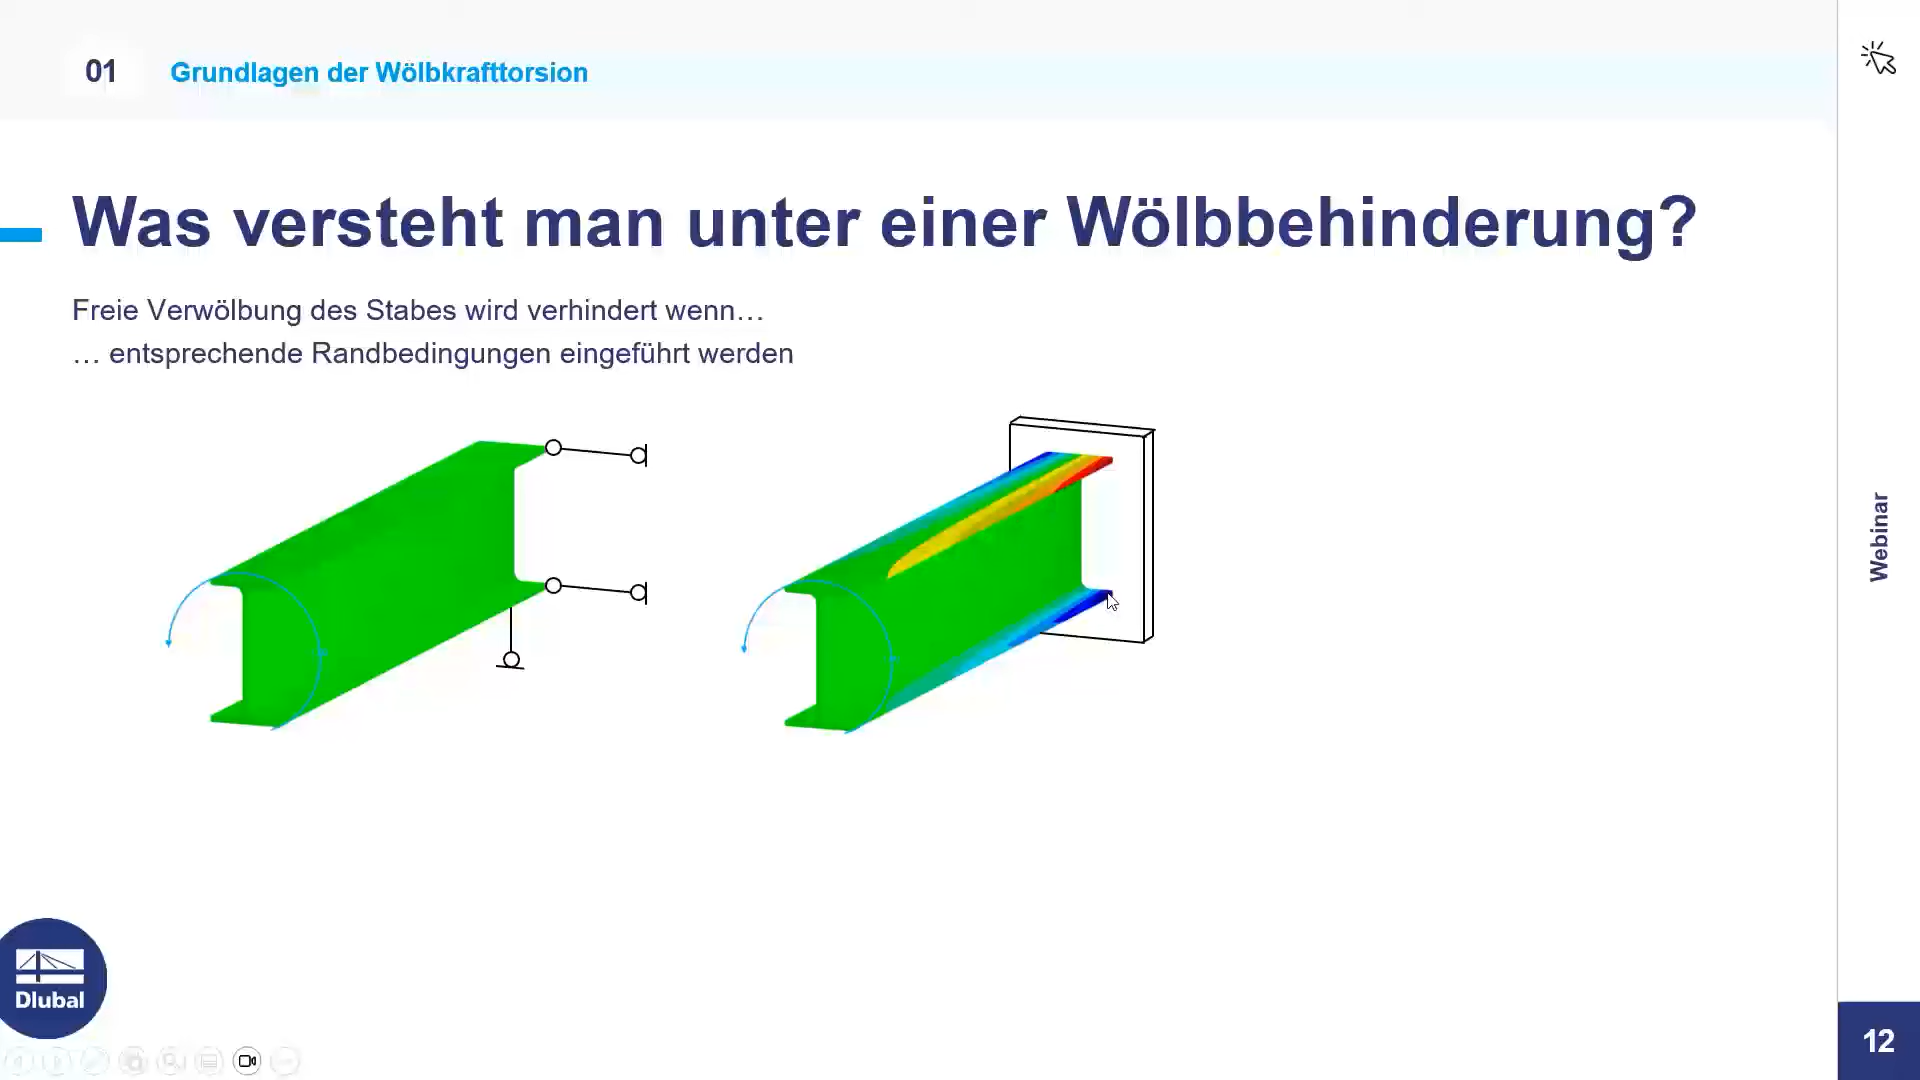 01
Grundlagen der Wölbkrafttorsion
Was versteht man unter einer Wölbbehinderung?
Freie Verwölbung des Stabes wird verhindert wenn…
… entsprechende Randbedingungen eingeführt werden
Webinar
Dlubal
12